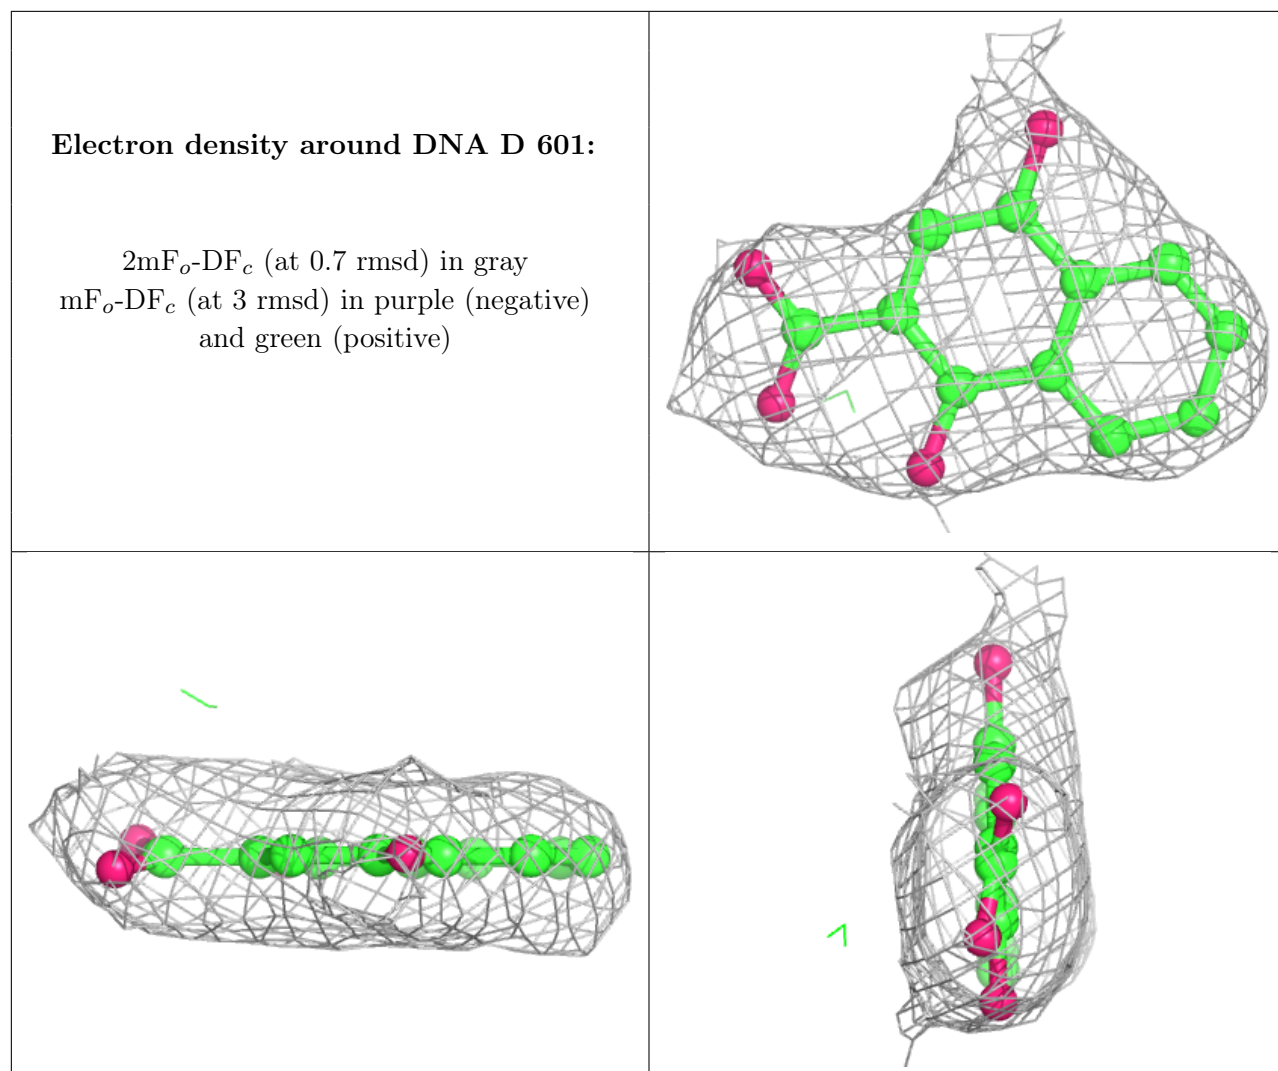 Electron density around DNA D 601:
2mFₒ-DF𝑐 (at 0.7 rmsd) in gray
mFₒ-DF𝑐 (at 3 rmsd) in purple (negative)
and green (positive)